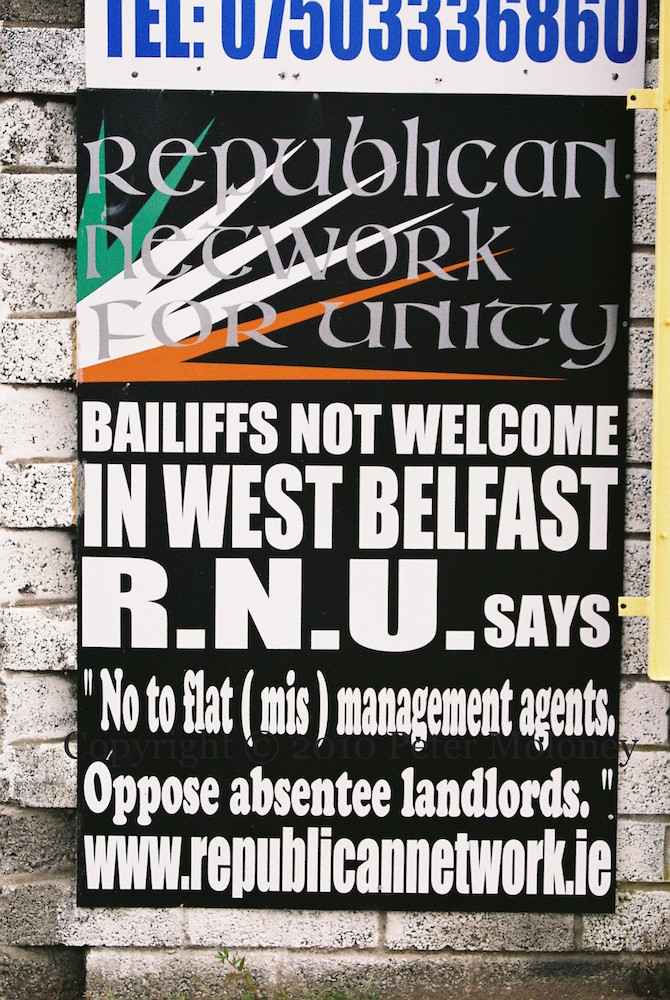 TEL: 07503336860
Republican
Network
for Unity
BAILIFFS NOT WELCOME
IN WEST BELFAST
R.N.U. SAYS
" No to flat ( mis ) management agents.
Copyright © 2010 Peter Moloney
Oppose absentee landlords. "
www.republicannetwork.ie